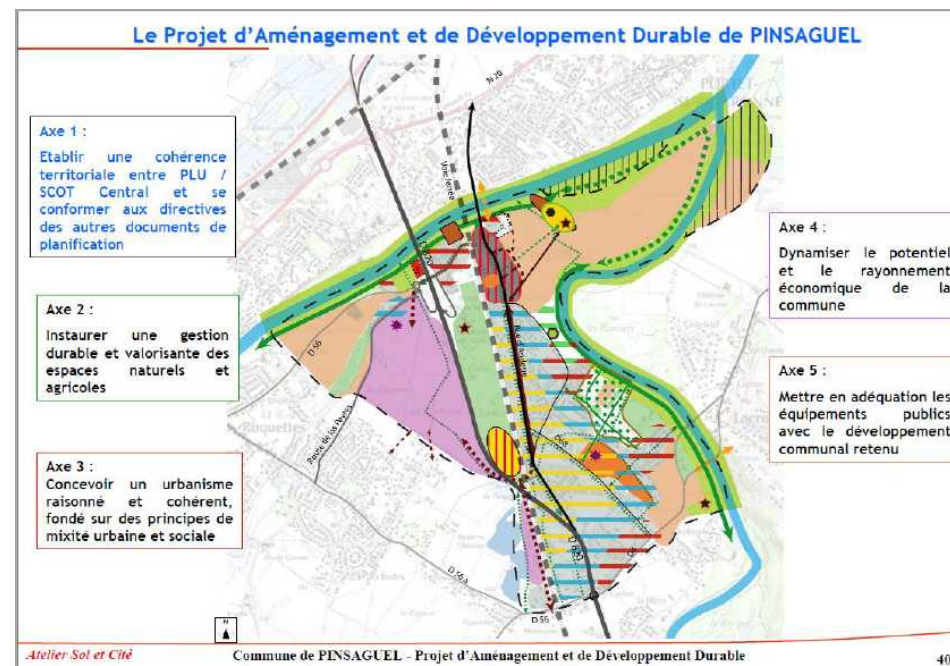 Le Projet d'Aménagement et de Développement Durable de PINSAGUEL
Axe 1 :
Etablir une cohérence
territoriale entre PLU /
SCOT Central et se
conformer aux directives
des autres documents de
planification
Axe 2 :
Instaurer une gestion
durable et valorisante des
espaces naturels et
agricoles
Axe 3 :
Concevoir un urbanisme
raisonné et cohérent,
fondé sur des principes de
mixité urbaine et sociale
N 20
Voie ferrée
D 820
D 56
Roquettes
D 56
D 820
D 56
Axe 4 :
Dynamiser le potentiel
et le rayonnement
économique de la
commune
Axe 5 :
Mettre en adéquation les
équipements publics
avec le développement
communal retenu
N
Atelier Sol et Cité
Commune de PINSAGUEL - Projet d'Aménagement et de Développement Durable
40